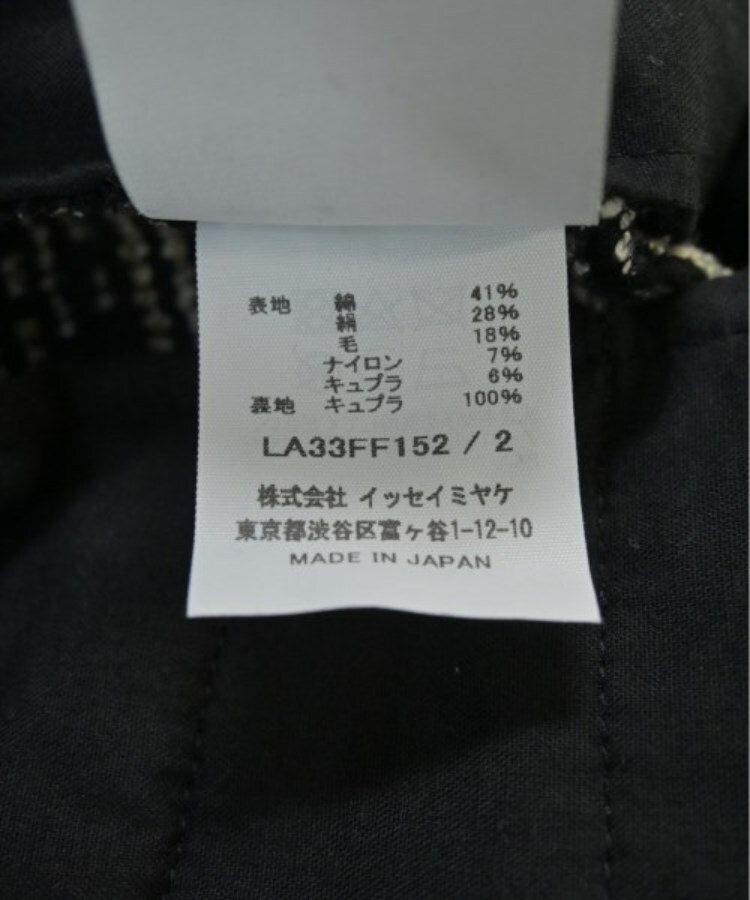 表地 綿 41%
絹 28%
毛 18%
ナイロン 7%
キュプラ 6%
裏地 キュプラ 100%
LA33FF152 / 2
株式会社 イッセイミヤケ
東京都渋谷区富ヶ谷1-12-10
MADE IN JAPAN